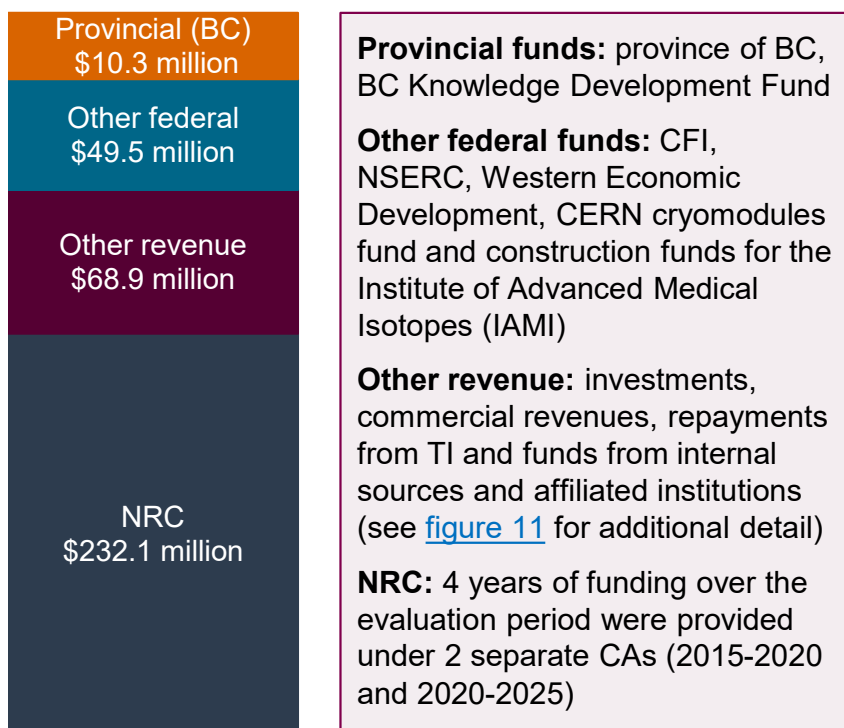 Provincial (BC)
$10.3 million
Other federal
$49.5 million
Other revenue
$68.9 million
NRC
$232.1 million
Provincial funds: province of BC,
BC Knowledge Development Fund
Other federal funds: CFI,
NSERC, Western Economic
Development, CERN cryomodules
fund and construction funds for the
Institute of Advanced Medical
Isotopes (IAMI)
Other revenue: investments,
commercial revenues, repayments
from TI and funds from internal
sources and affiliated institutions
(see figure 11 for additional detail)
NRC: 4 years of funding over the
evaluation period were provided
under 2 separate CAs (2015-2020
and 2020-2025)